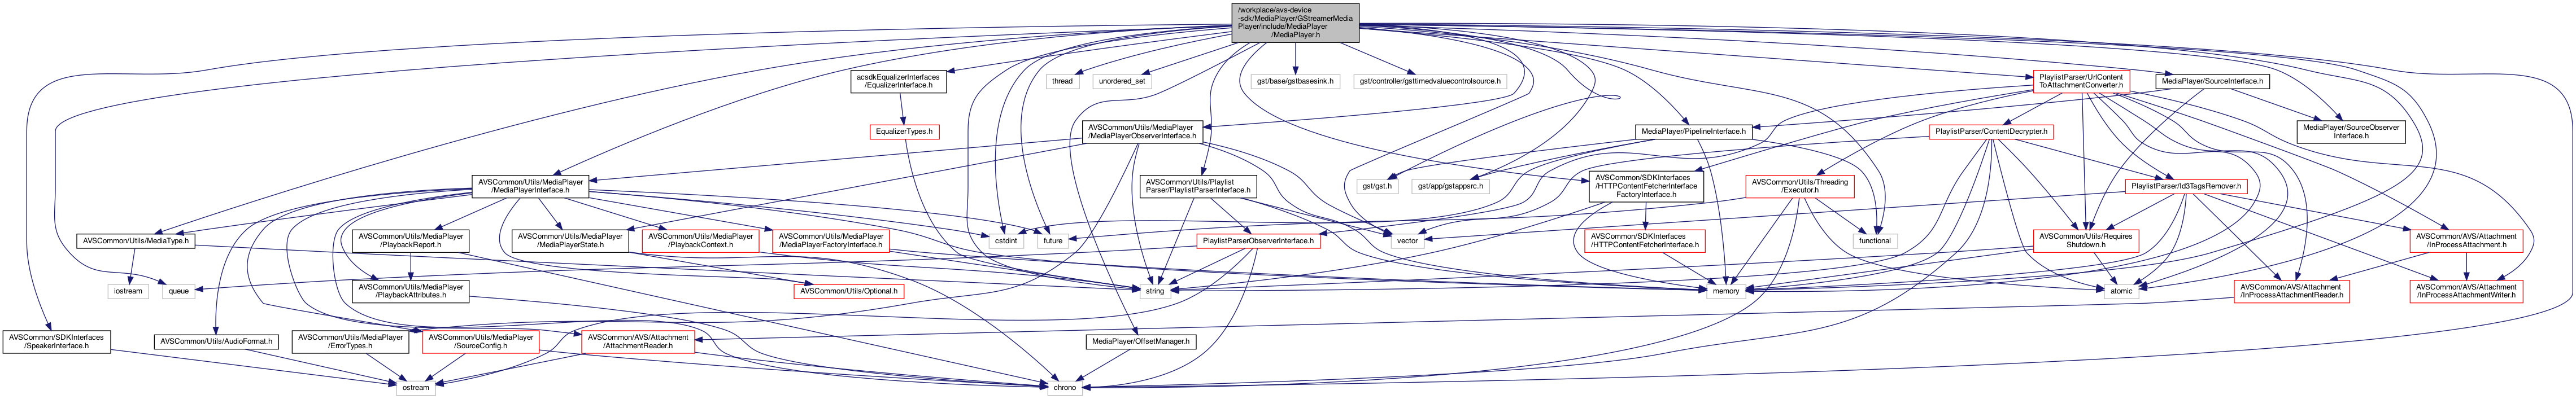 /workplace/avs-device
-sdk/MediaPlayer/GStreamerMedia
Player/include/MediaPlayer
/MediaPlayer.h
acsdkEqualizerInterfaces
/EqualizerInterface.h
thread
unordered_set
gst/base/gstbasesink.h
gst/controller/gsttimedvaluecontrolsource.h
PlaylistParser/UrlContent
ToAttachmentConverter.h
MediaPlayer/SourceInterface.h
EqualizerTypes.h
AVSCommon/Utils/MediaPlayer
/MediaPlayerObserverInterface.h
MediaPlayer/PipelineInterface.h
PlaylistParser/ContentDecrypter.h
MediaPlayer/SourceObserver
Interface.h
AVSCommon/Utils/MediaPlayer
/MediaPlayerInterface.h
AVSCommon/Utils/Playlist
Parser/PlaylistParserInterface.h
gst/gst.h
gst/app/gstappsrc.h
AVSCommon/SDKInterfaces
/HTTPContentFetcherInterface
FactoryInterface.h
AVSCommon/Utils/Threading
/Executor.h
PlaylistParser/Id3TagsRemover.h
AVSCommon/Utils/MediaType.h
AVSCommon/Utils/MediaPlayer
/PlaybackReport.h
AVSCommon/Utils/MediaPlayer
/MediaPlayerState.h
AVSCommon/Utils/MediaPlayer
/PlaybackContext.h
AVSCommon/Utils/MediaPlayer
/MediaPlayerFactoryInterface.h
cstdint
future
PlaylistParserObserverInterface.h
vector
AVSCommon/SDKInterfaces
/HTTPContentFetcherInterface.h
functional
AVSCommon/Utils/Requires
Shutdown.h
AVSCommon/AVS/Attachment
/InProcessAttachment.h
iostream
queue
AVSCommon/Utils/MediaPlayer
/PlaybackAttributes.h
AVSCommon/Utils/Optional.h
string
memory
atomic
AVSCommon/AVS/Attachment
/InProcessAttachmentReader.h
AVSCommon/AVS/Attachment
/InProcessAttachmentWriter.h
AVSCommon/SDKInterfaces
/SpeakerInterface.h
AVSCommon/Utils/AudioFormat.h
AVSCommon/Utils/MediaPlayer
/ErrorTypes.h
AVSCommon/Utils/MediaPlayer
/SourceConfig.h
AVSCommon/AVS/Attachment
/AttachmentReader.h
MediaPlayer/OffsetManager.h
ostream
chrono